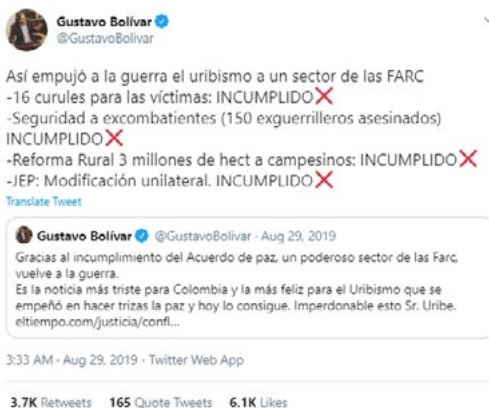 Gustavo Bolívar
@GustavoBolivar
Así empujó a la guerra el uribismo a un sector de las FARC
-16 curules para las víctimas: INCUMPLIDO❌
-Seguridad a excombatientes (150 exguerrilleros asesinados)
INCUMPLIDO❌
-Reforma Rural 3 millones de hect a campesinos: INCUMPLIDO❌
-JEP: Modificación unilateral. INCUMPLIDO❌
Translate Tweet
Gustavo Bolívar @GustavoBolivar · Aug 29, 2019
Gracias al incumplimiento del Acuerdo de paz, un poderoso sector de las Farc,
vuelve a la guerra.
Es la noticia más triste para Colombia y la más feliz para el Uribismo que se
empeñó en hacer trizas la paz y hoy lo consigue. Imperdonable esto Sr. Uribe.
eltiempo.com/justicia/confl...
3:33 AM · Aug 29, 2019 · Twitter Web App
3.7K Retweets 165 Quote Tweets 6.1K Likes